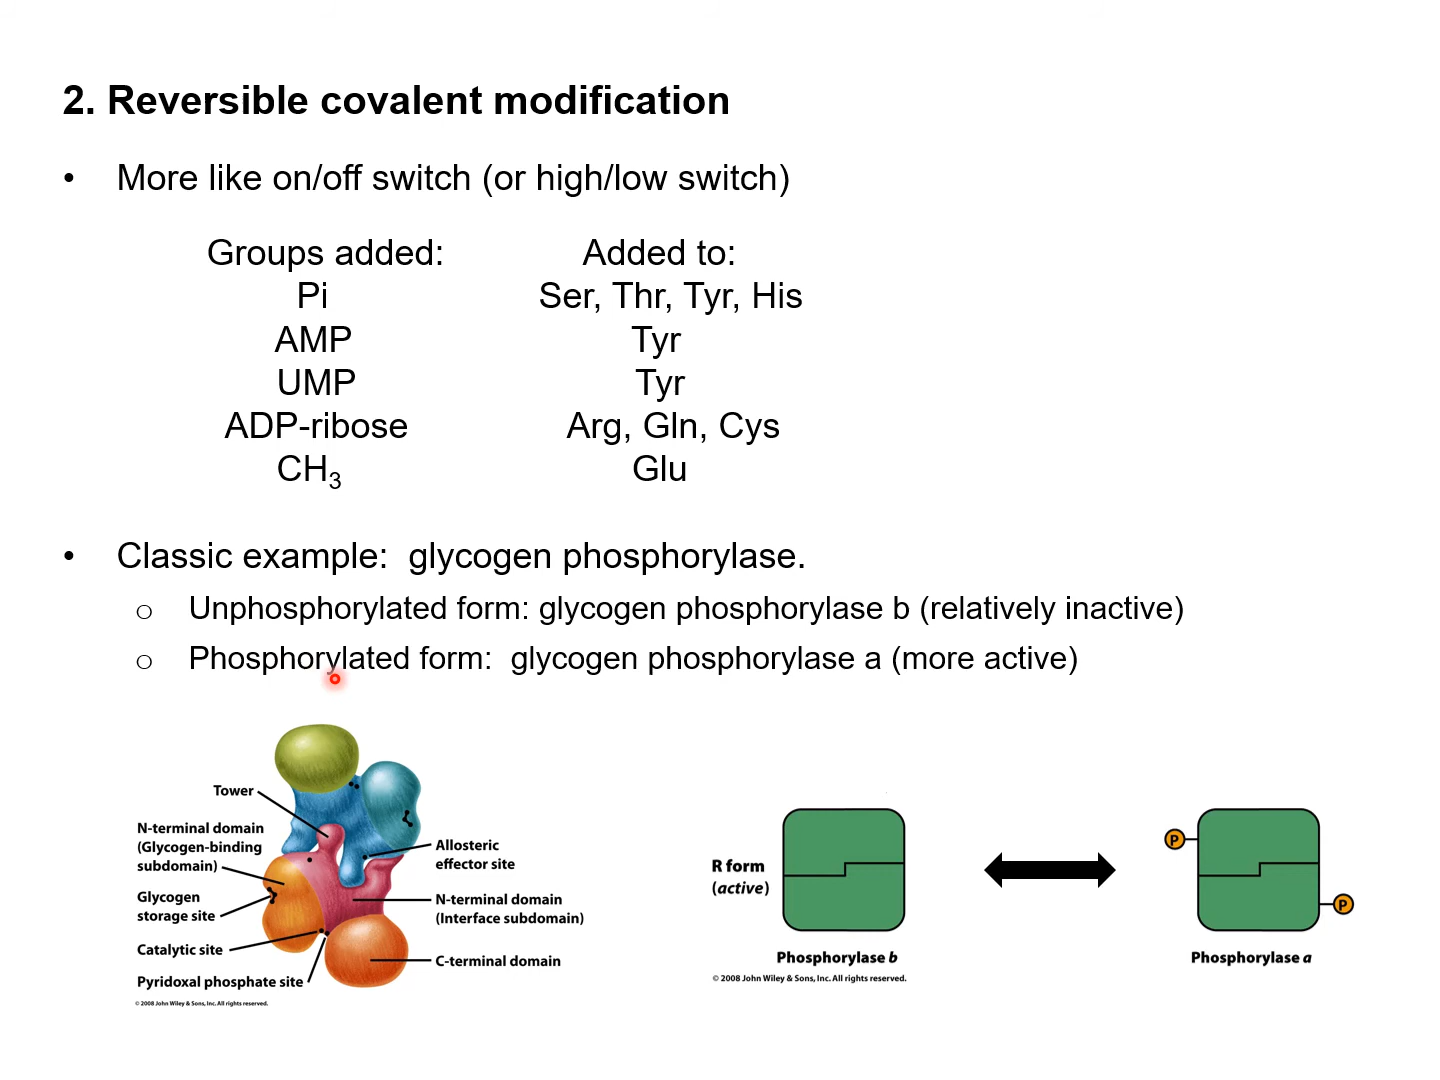 2. Reversible covalent modification
• More like on/off switch (or high/low switch)
Groups added: Added to:
Pi Ser, Thr, Tyr, His
AMP Tyr
UMP Tyr
ADP-ribose Arg, Gln, Cys
CH₃ Glu
• Classic example: glycogen phosphorylase.
o Unphosphorylated form: glycogen phosphorylase b (relatively inactive)
o Phosphorylated form: glycogen phosphorylase a (more active)
Tower
N-terminal domain
(Glycogen-binding
subdomain)
Glycogen
storage site
Catalytic site
Pyridoxal phosphate site
© 2008 John Wiley & Sons, Inc. All rights reserved.
Allosteric
effector site
N-terminal domain
(Interface subdomain)
C-terminal domain
R form
(active)
Phosphorylase b
© 2008 John Wiley & Sons, Inc. All rights reserved.
P
P
Phosphorylase a